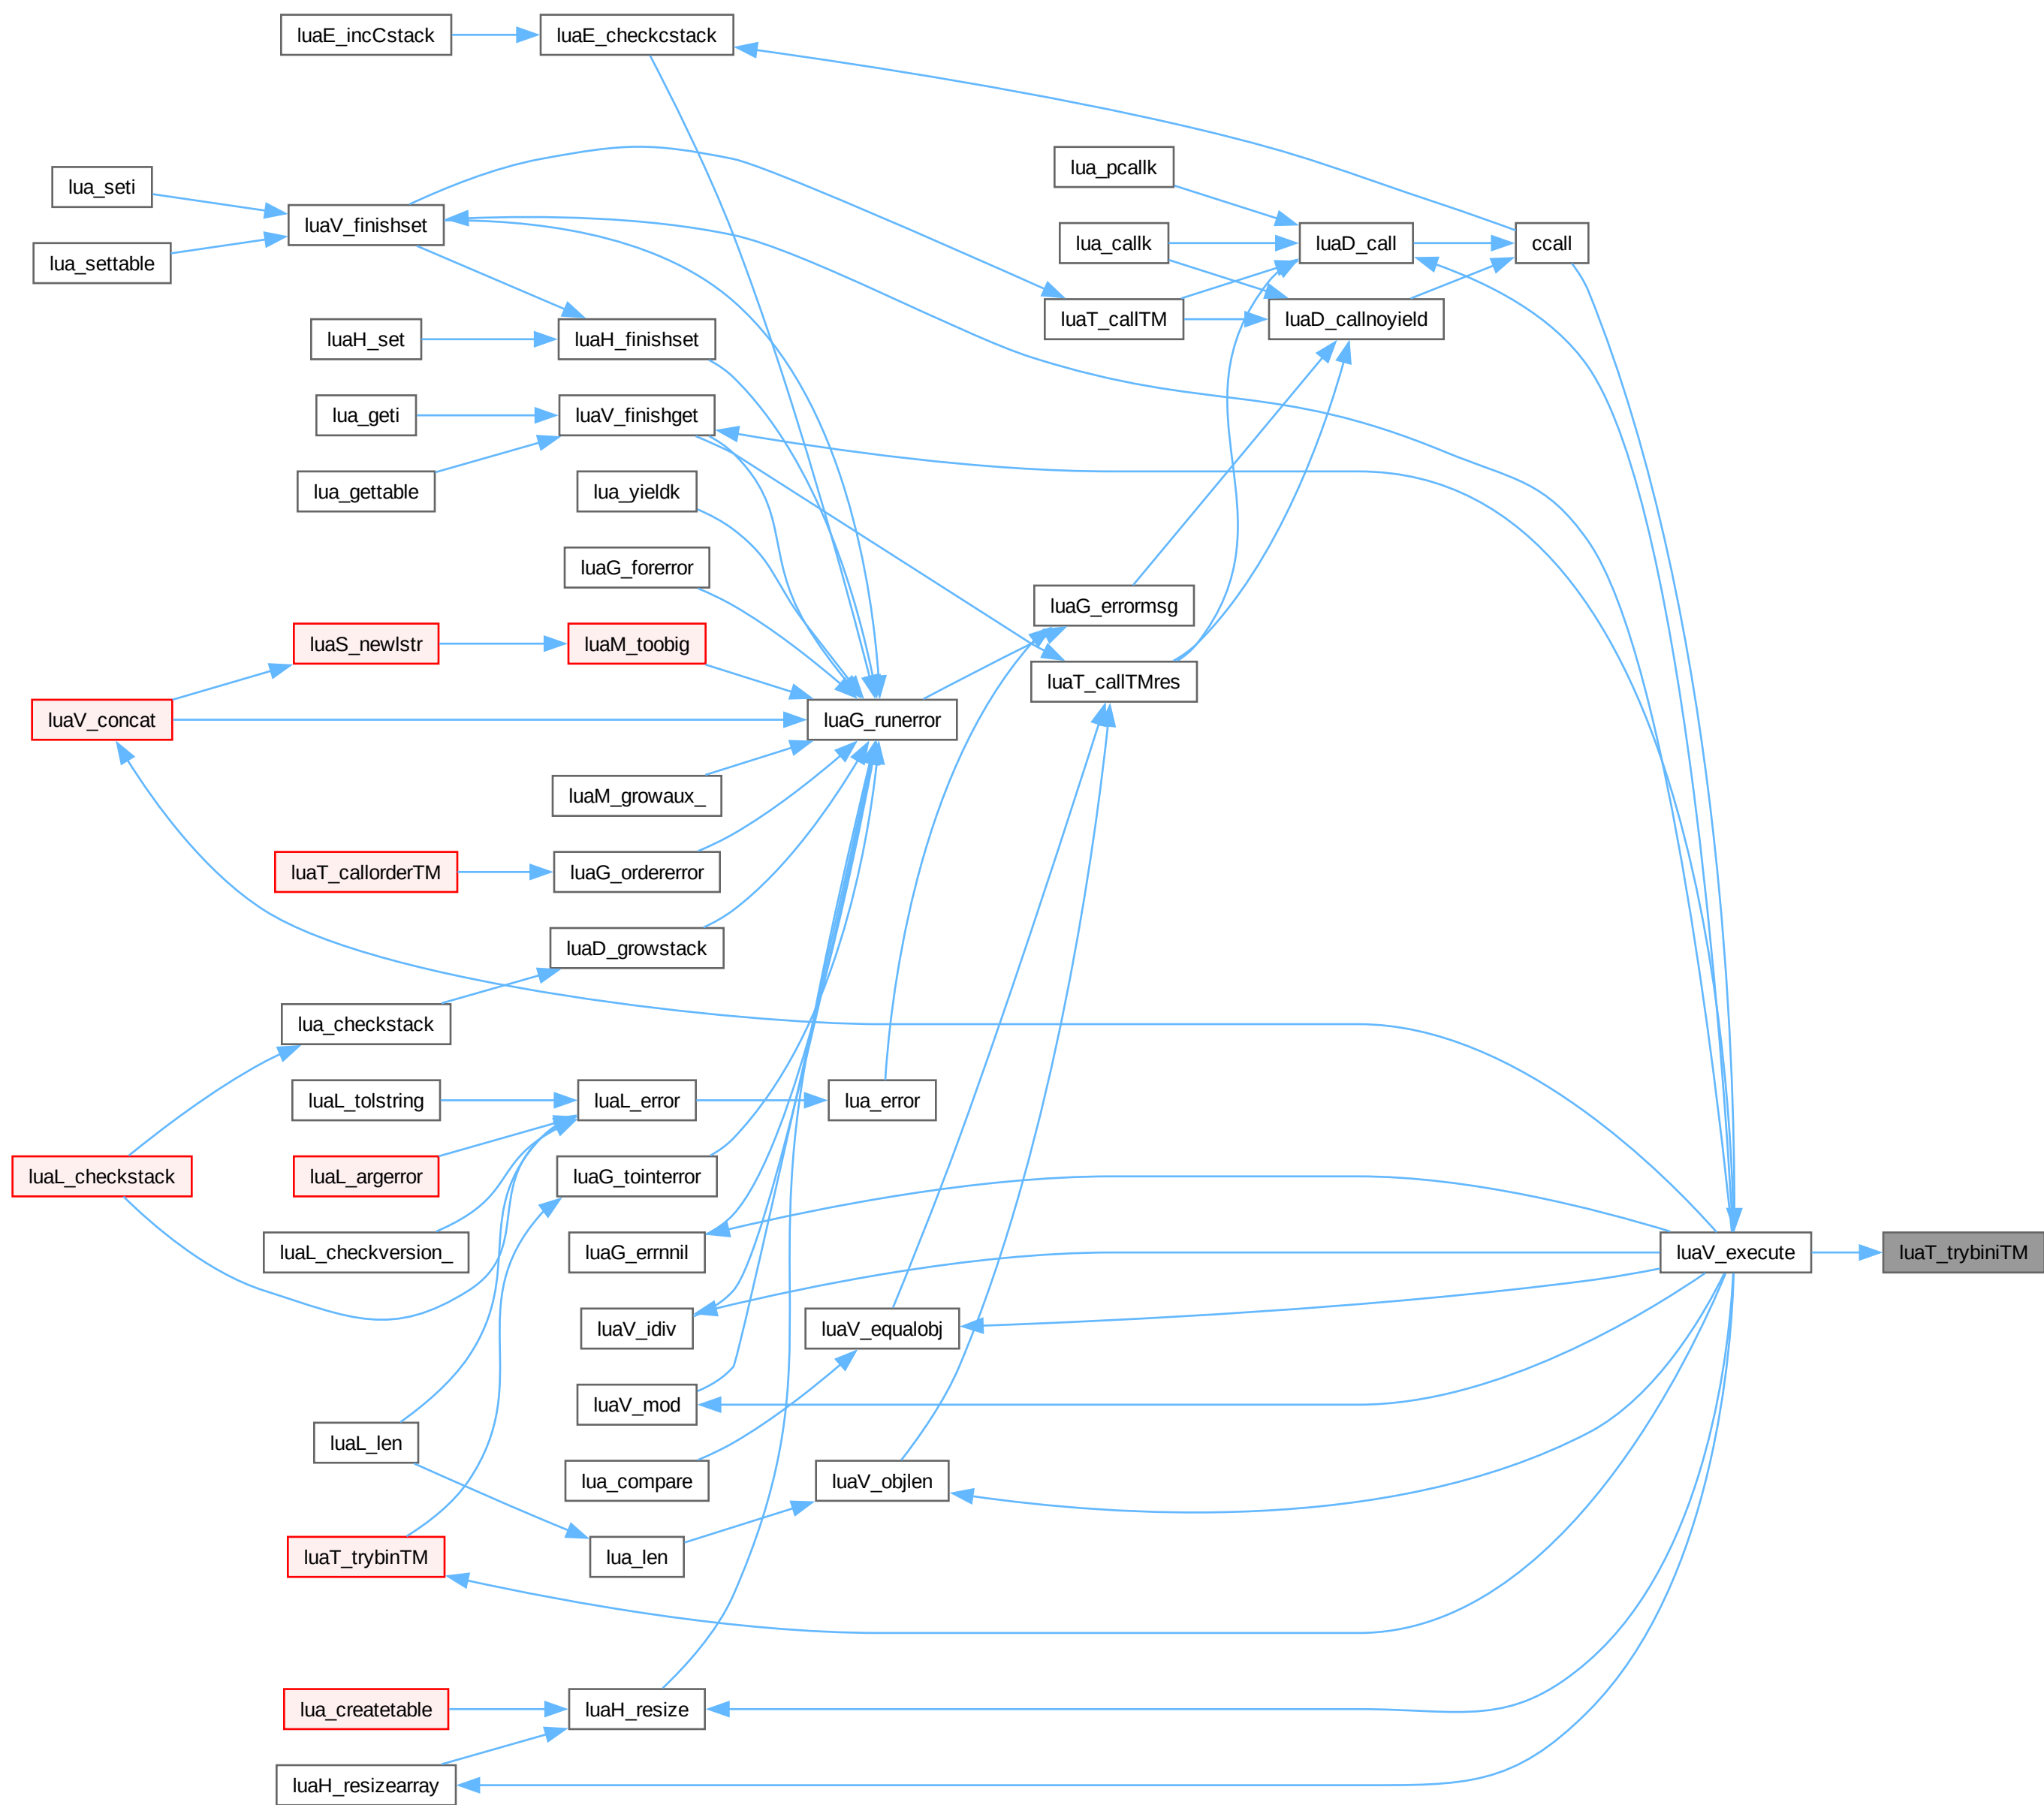 luaE_incCstack
luaE_checkcstack
lua_pcallk
lua_seti
luaV_finishset
lua_callk
luaD_call
ccall
lua_settable
luaT_callTM
luaD_callnoyield
luaH_set
luaH_finishset
lua_geti
luaV_finishget
lua_gettable
lua_yieldk
luaG_forerror
luaG_errormsg
luaS_newlstr
luaM_toobig
luaT_callTMres
luaV_concat
luaG_runerror
luaM_growaux_
luaT_callorderTM
luaG_ordererror
luaD_growstack
lua_checkstack
luaL_tolstring
luaL_error
lua_error
luaL_checkstack
luaL_argerror
luaG_tointerror
luaL_checkversion_
luaG_errnnil
luaV_execute
luaT_trybiniTM
luaV_idiv
luaV_equalobj
luaV_mod
luaL_len
lua_compare
luaV_objlen
luaT_trybinTM
lua_len
lua_createtable
luaH_resize
luaH_resizearray